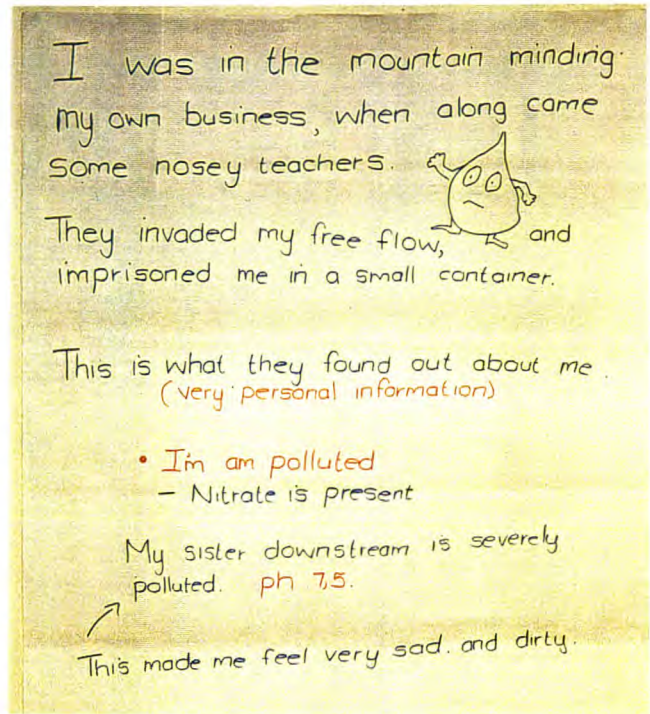 I was in the mountain minding
my own business, when along came
some nosey teachers.
They invaded my free flow, and
imprisoned me in a small container.
This is what they found out about me.
(very personal information)
• I'm am polluted
– Nitrate is present
My sister downstream is severely
polluted. ph 7,5.
This made me feel very sad. and dirty.